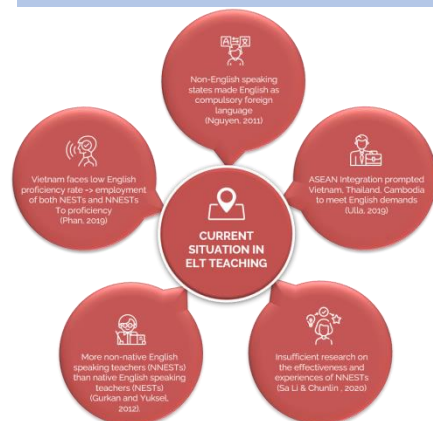 Non-English speaking
states made English as
compulsory foreign
language
(Nguyen, 2011)
Vietnam faces low English
proficiency rate -> employment
of both NESTs and NNESTs
To proficiency
(Phan, 2019)
ASEAN Integration prompted
Vietnam, Thailand, Cambodia
to meet English demands
(Ulla, 2019)
CURRENT
SITUATION IN
ELT TEACHING
More non-native English
speaking teachers (NNESTs)
than native English speaking
teachers (NESTs)
(Gurkan and Yuksel,
2012).
Insufficient research on
the effectiveness and
experiences of NNESTs
(Sa Li & Chunlin , 2020)